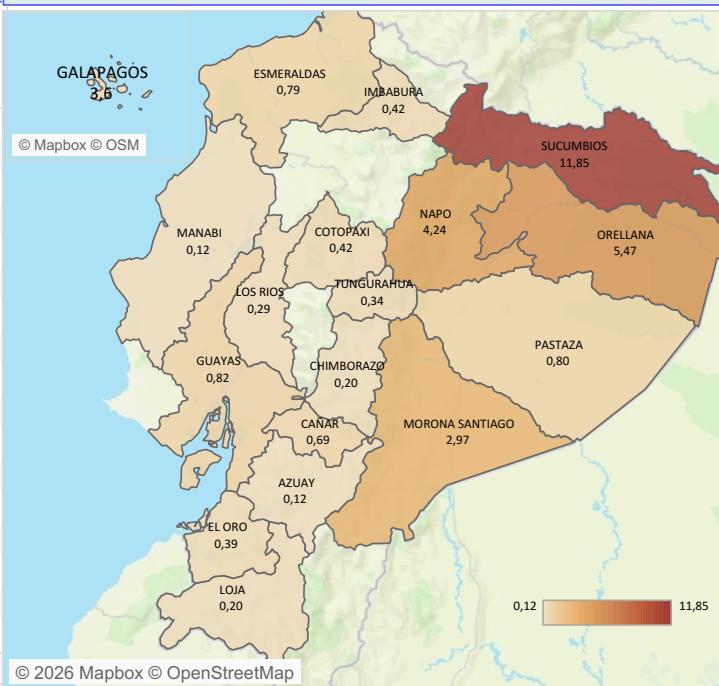 GALAPAGOS
3,6
© Mapbox © OSM
ESMERALDAS
0,79
IMBABURA
0,42
SUCUMBIOS
11,85
NAPO
4,24
ORELLANA
5,47
MANABI
0,12
COTOPAXI
0,42
TUNGURAHUA
0,34
LOS RIOS
0,29
PASTAZA
0,80
GUAYAS
0,82
CHIMBORAZO
0,20
CAÑAR
0,69
MORONA SANTIAGO
2,97
AZUAY
0,12
EL ORO
0,39
LOJA
0,20
0,12
11,85
© 2026 Mapbox © OpenStreetMap